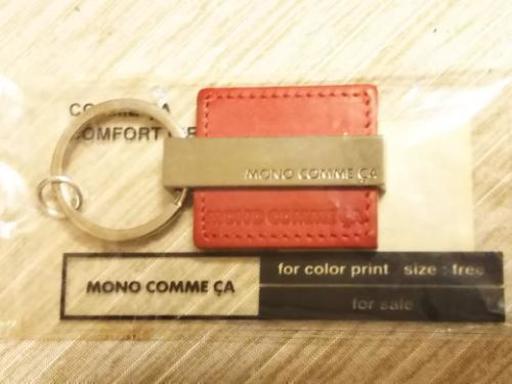 MONO COMME ÇA
MONO COMME ÇA
MONO COMME ÇA
for color print size : free
for sale